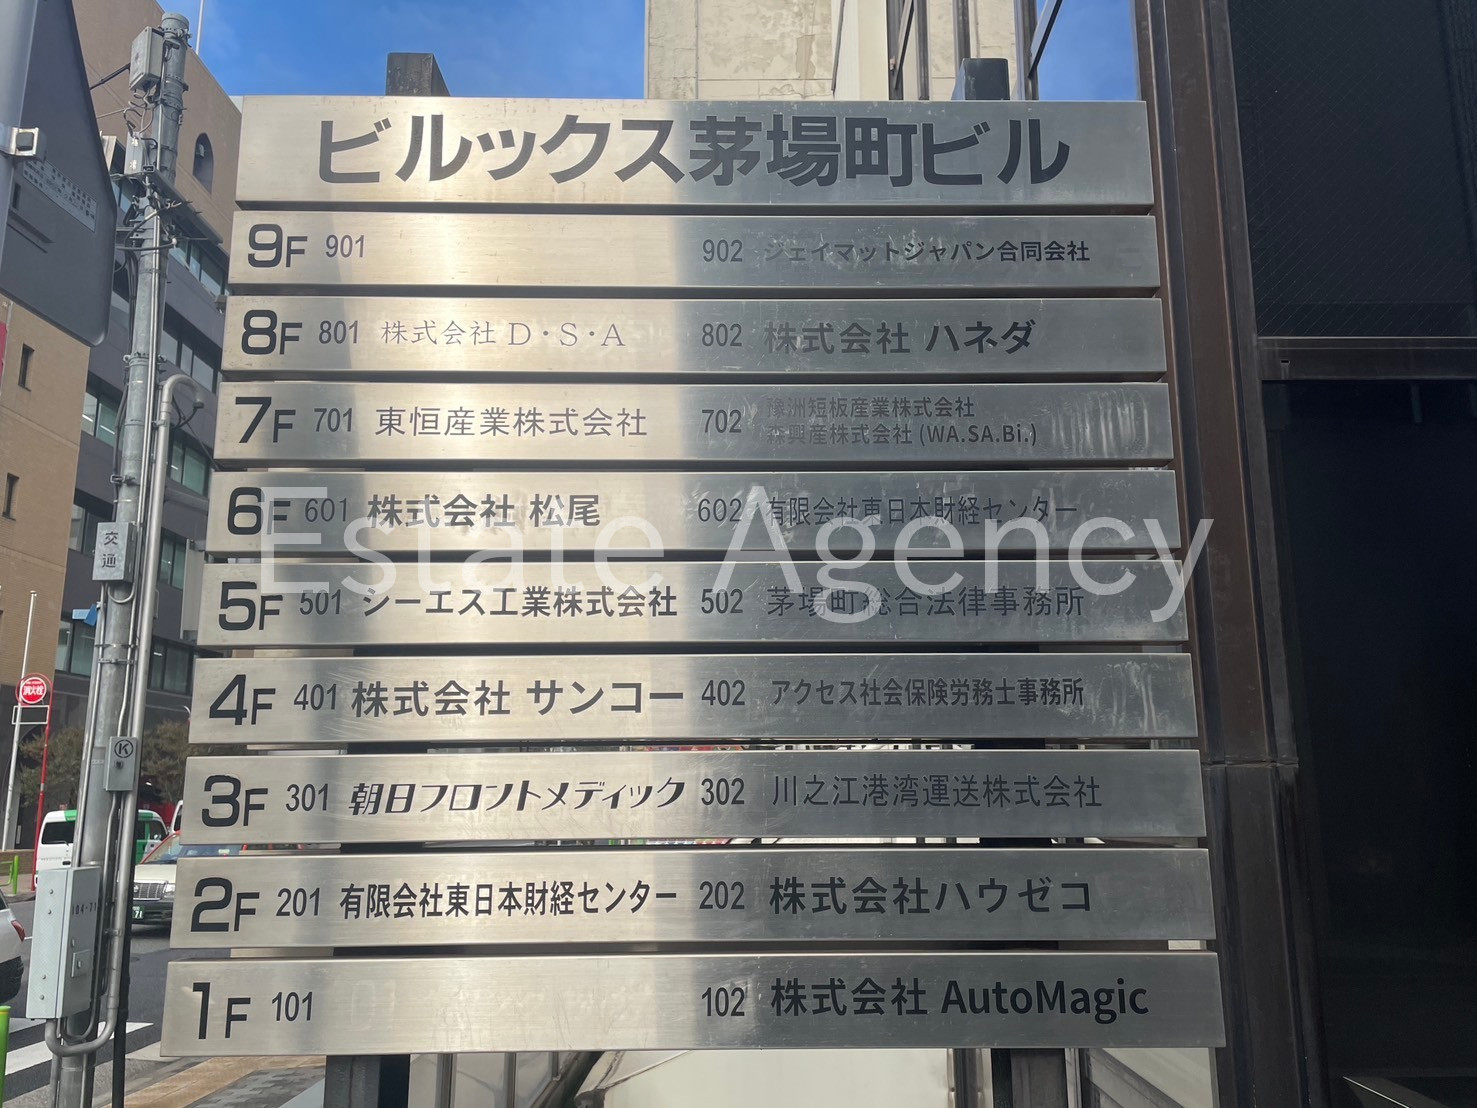 ビルックス茅場町ビル
9F 901 902 ジェイマットジャパン合同会社
8F 801 株式会社 D・S・A 802 株式会社 ハネダ
7F 701 東恒産業株式会社 702 豫洲短板産業株式会社
森興産株式会社 (WA.SA.Bi.)
6F 601 株式会社 松尾 602 有限会社東日本財経センター
Estate Agency
5F 501 シーエス工業株式会社 502 茅場町総合法律事務所
4F 401 株式会社 サンコー 402 アクセス社会保険労務士事務所
3F 301 朝日フロントメディック 302 川之江港湾運送株式会社
2F 201 有限会社東日本財経センター 202 株式会社ハウゼコ
1F 101 102 株式会社 AutoMagic
交通
消火栓
K